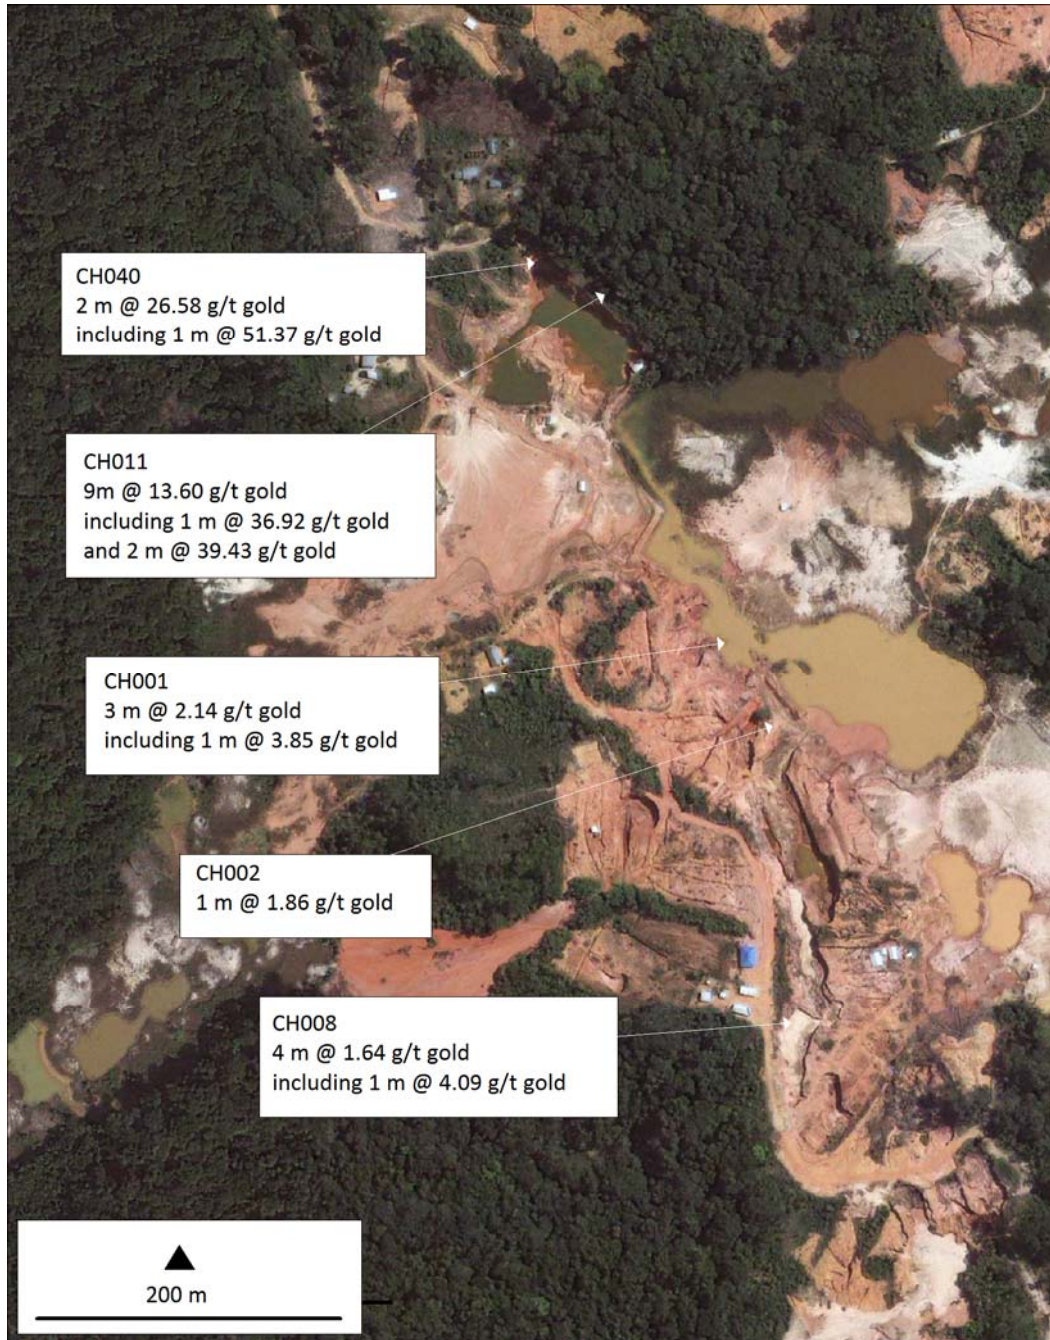 CH040
2 m @ 26.58 g/t gold
including 1 m @ 51.37 g/t gold
CH011
9m @ 13.60 g/t gold
including 1 m @ 36.92 g/t gold
and 2 m @ 39.43 g/t gold
CH001
3 m @ 2.14 g/t gold
including 1 m @ 3.85 g/t gold
CH002
1 m @ 1.86 g/t gold
CH008
4 m @ 1.64 g/t gold
including 1 m @ 4.09 g/t gold
200 m